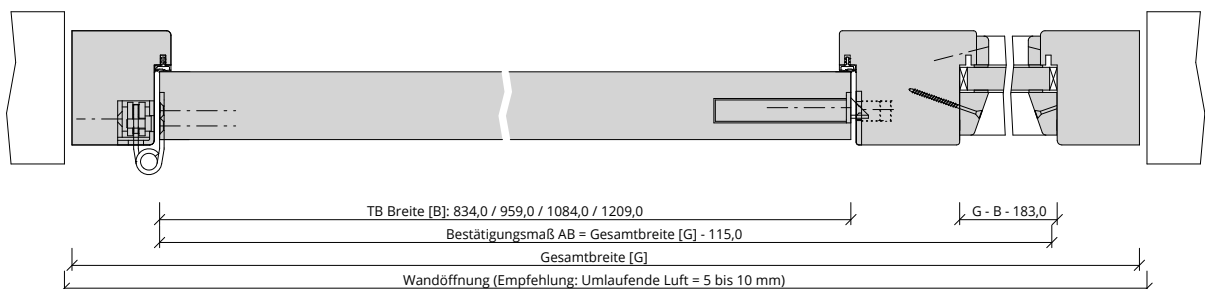 TB Breite [B]: 834,0 / 959,0 / 1084,0 / 1209,0
G - B - 183,0
Bestätigungsmaß AB = Gesamtbreite [G] - 115,0
Gesamtbreite [G]
Wandöffnung (Empfehlung: Umlaufende Luft = 5 bis 10 mm)